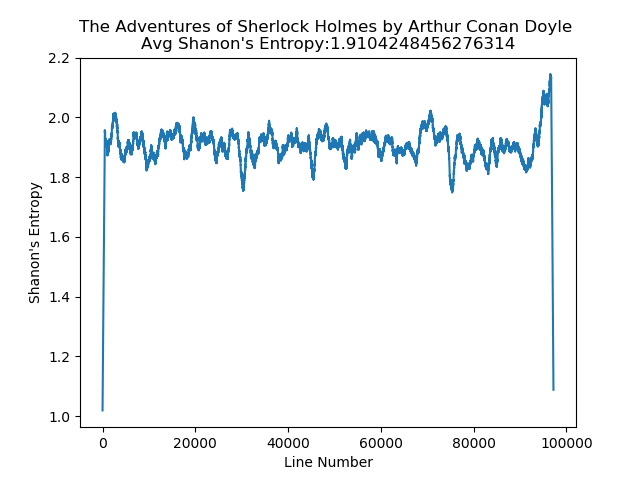 The Adventures of Sherlock Holmes by Arthur Conan Doyle
Avg Shanon's Entropy:1.9104248456276314
2.2
2.0
1.8
1.6
1.4
1.2
1.0
Shanon's Entropy
0 20000 40000 60000 80000 100000
Line Number